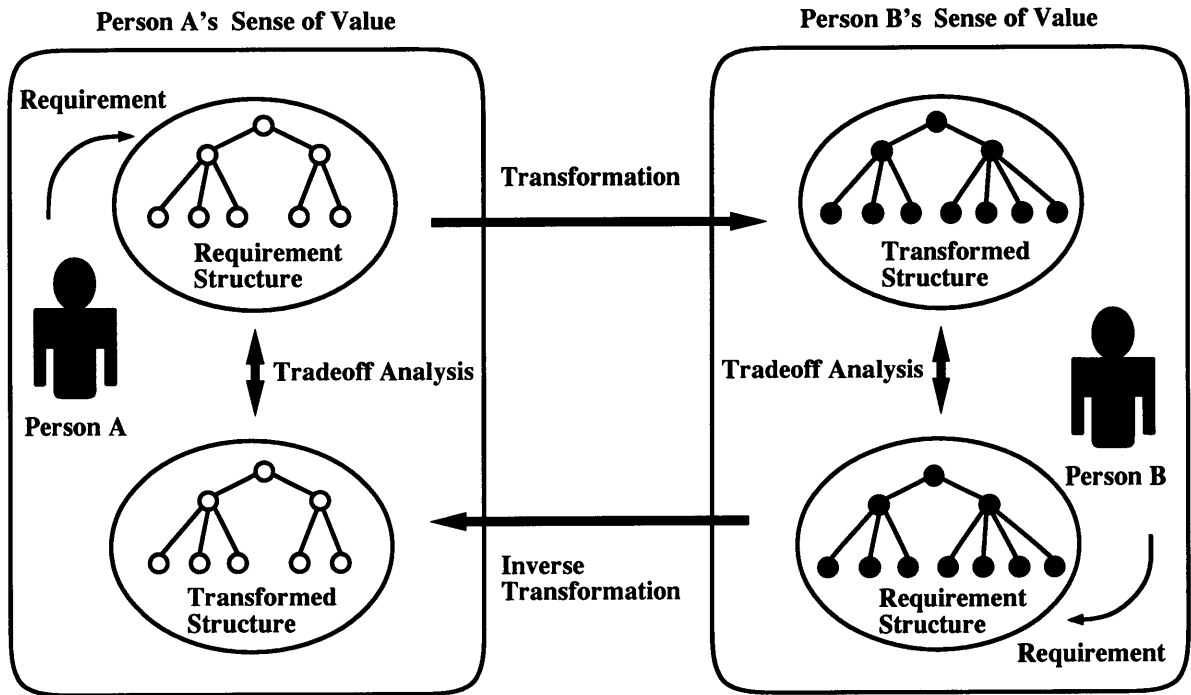 Person A's Sense of Value
Person B's Sense of Value
Requirement
Requirement
Structure
Transformation
Transformed
Structure
Tradeoff Analysis
Tradeoff Analysis
Person A
Person B
Transformed
Structure
Inverse
Transformation
Requirement
Structure
Requirement